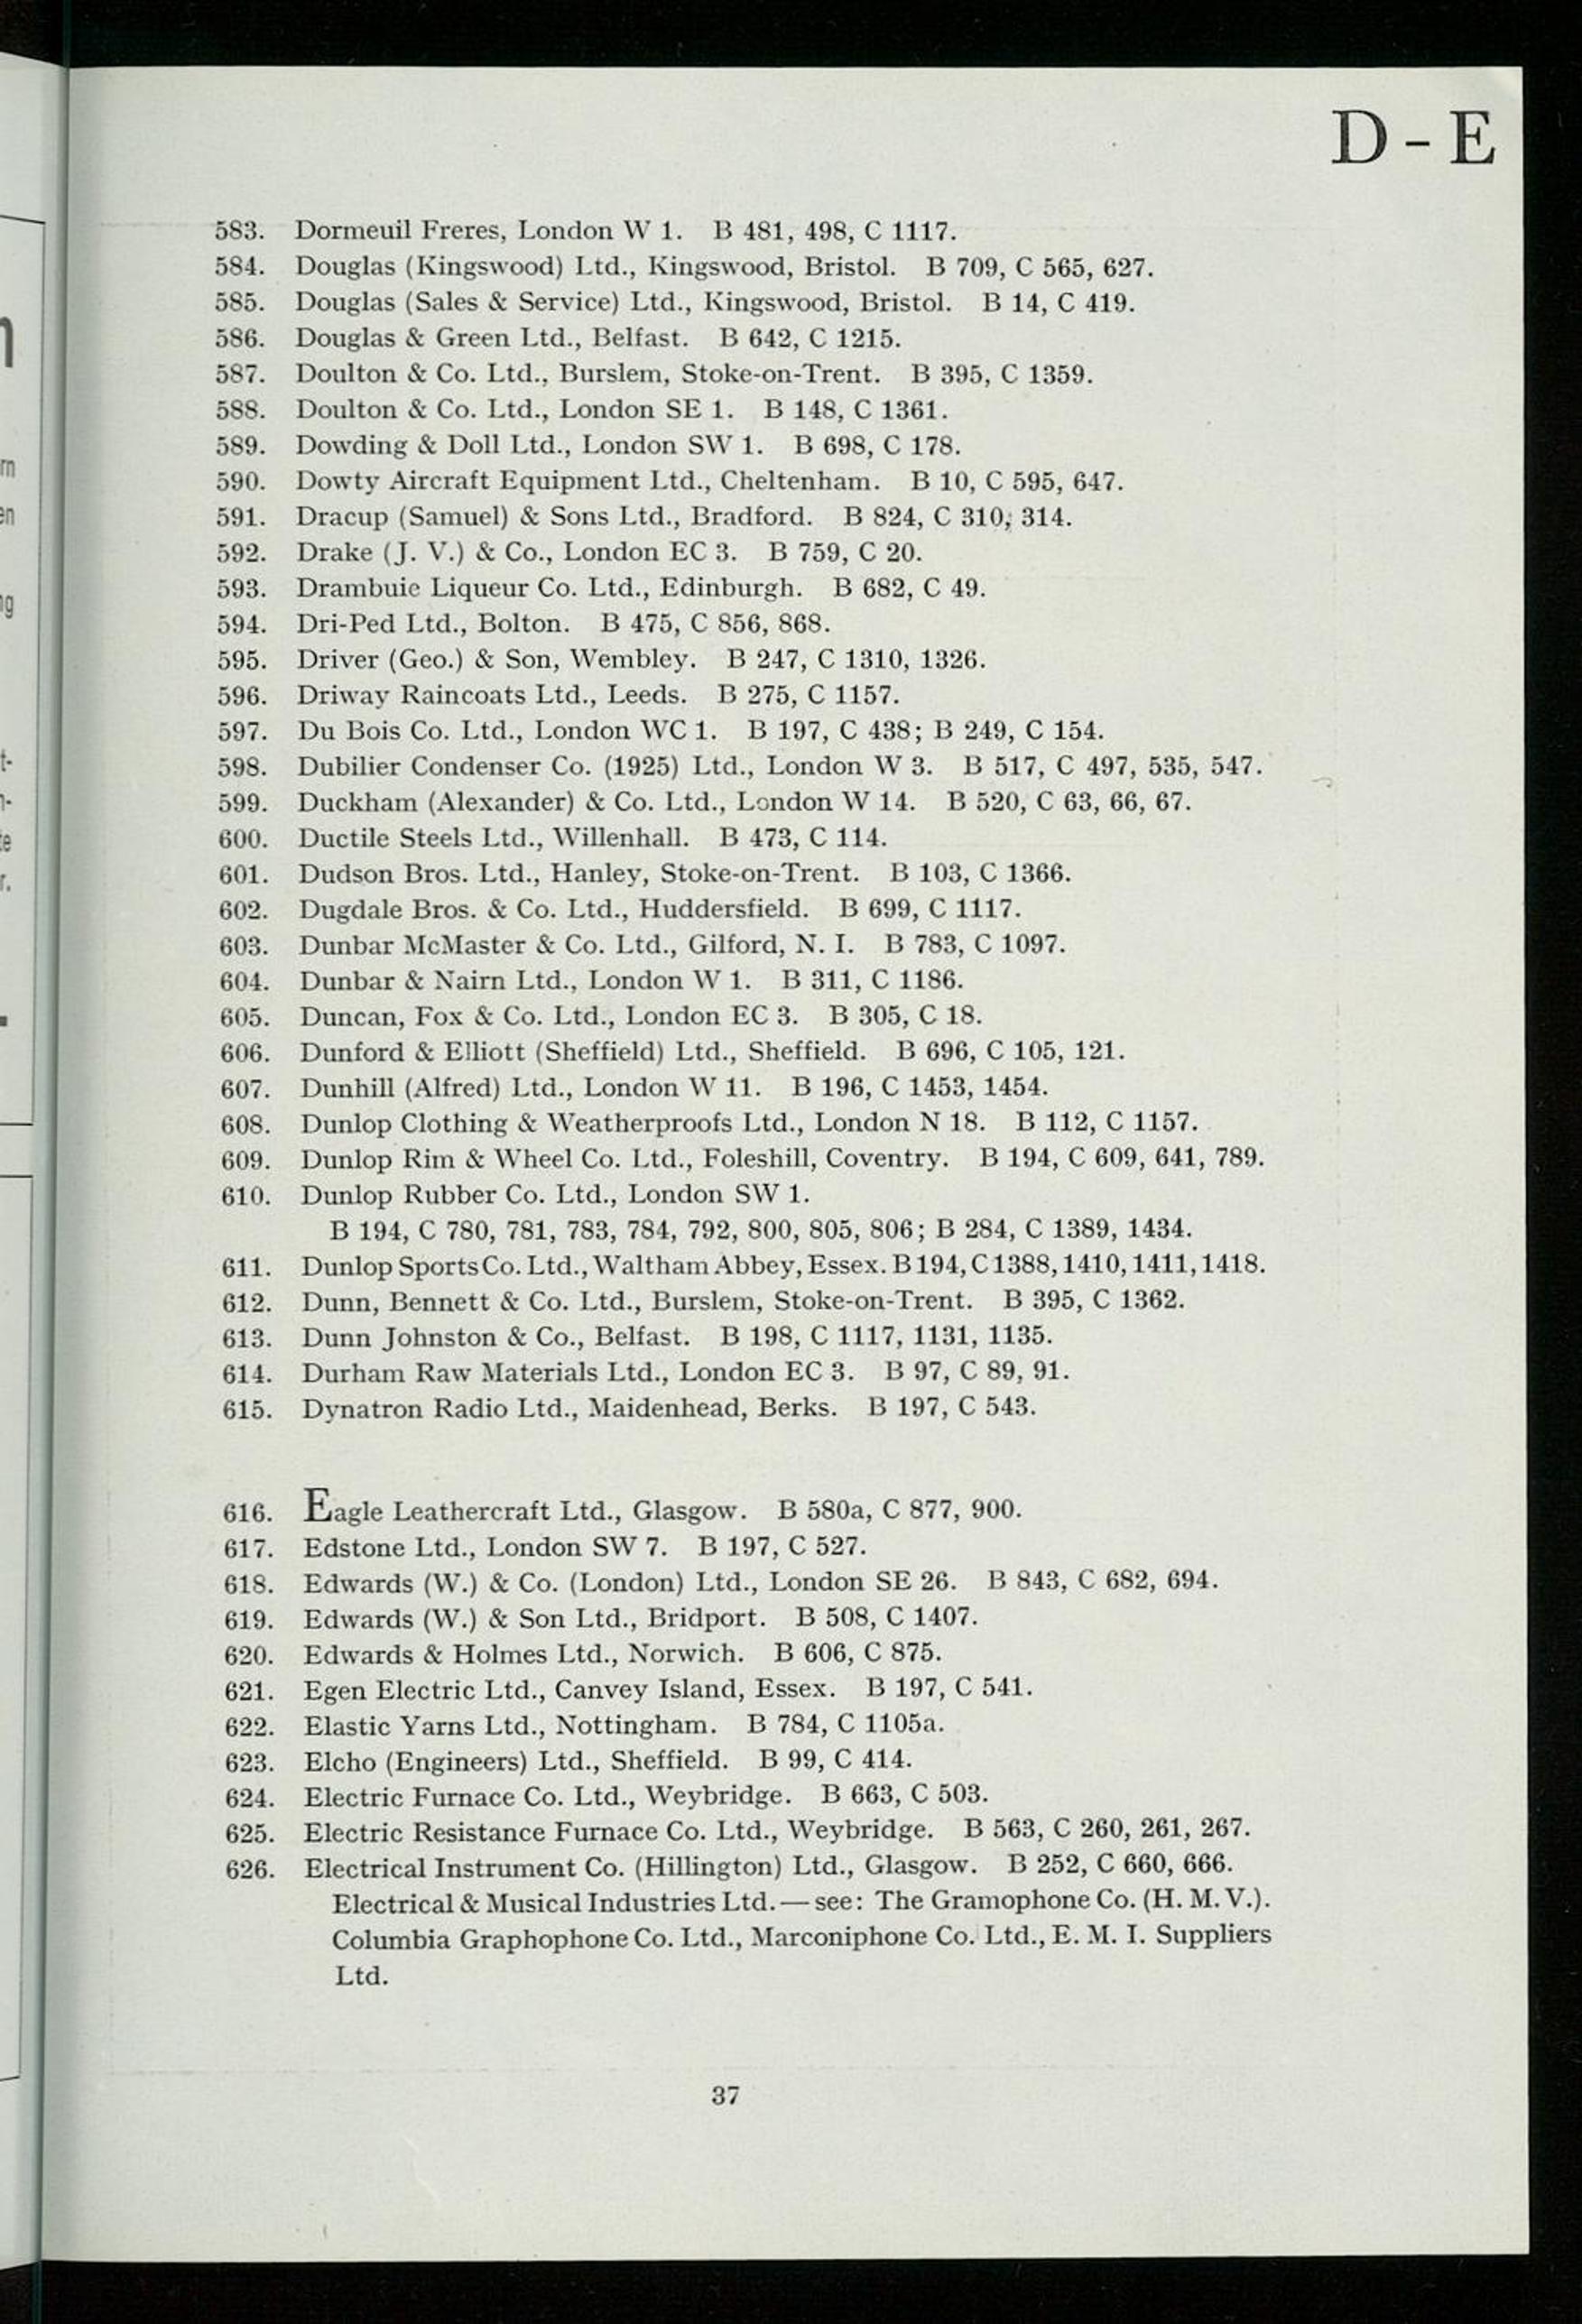 D - E
583. Dormeuil Freres, London W 1. B 481, 498, C 1117.
584. Douglas (Kingswood) Ltd., Kingswood, Bristol. B 709, C 565, 627.
585. Douglas (Sales & Service) Ltd., Kingswood, Bristol. B 14, C 419.
586. Douglas & Green Ltd., Belfast. B 642, C 1215.
587. Doulton & Co. Ltd., Burslem, Stoke-on-Trent. B 395, C 1359.
588. Doulton & Co. Ltd., London SE 1. B 148, C 1361.
589. Dowding & Doll Ltd., London SW 1. B 698, C 178.
590. Dowty Aircraft Equipment Ltd., Cheltenham. B 10, C 595, 647.
591. Dracup (Samuel) & Sons Ltd., Bradford. B 824, C 310, 314.
592. Drake (J. V.) & Co., London EC 3. B 759, C 20.
593. Drambuie Liqueur Co. Ltd., Edinburgh. B 682, C 49.
594. Dri-Ped Ltd., Bolton. B 475, C 856, 868.
595. Driver (Geo.) & Son, Wembley. B 247, C 1310, 1326.
596. Driway Raincoats Ltd., Leeds. B 275, C 1157.
597. Du Bois Co. Ltd., London WC 1. B 197, C 438; B 249, C 154.
598. Dubilier Condenser Co. (1925) Ltd., London W 3. B 517, C 497, 535, 547.
599. Duckham (Alexander) & Co. Ltd., London W 14. B 520, C 63, 66, 67.
600. Ductile Steels Ltd., Willenhall. B 473, C 114.
601. Dudson Bros. Ltd., Hanley, Stoke-on-Trent. B 103, C 1366.
602. Dugdale Bros. & Co. Ltd., Huddersfield. B 699, C 1117.
603. Dunbar McMaster & Co. Ltd., Gilford, N. I. B 783, C 1097.
604. Dunbar & Nairn Ltd., London W 1. B 311, C 1186.
605. Duncan, Fox & Co. Ltd., London EC 3. B 305, C 18.
606. Dunford & Elliott (Sheffield) Ltd., Sheffield. B 696, C 105, 121.
607. Dunhill (Alfred) Ltd., London W 11. B 196, C 1453, 1454.
608. Dunlop Clothing & Weatherproofs Ltd., London N 18. B 112, C 1157.
609. Dunlop Rim & Wheel Co. Ltd., Foleshill, Coventry. B 194, C 609, 641, 789.
610. Dunlop Rubber Co. Ltd., London SW 1.
B 194, C 780, 781, 783, 784, 792, 800, 805, 806; B 284, C 1389, 1434.
611. Dunlop Sports Co. Ltd., Waltham Abbey, Essex. B 194, C 1388, 1410, 1411, 1418.
612. Dunn, Bennett & Co. Ltd., Burslem, Stoke-on-Trent. B 395, C 1362.
613. Dunn Johnston & Co., Belfast. B 198, C 1117, 1131, 1135.
614. Durham Raw Materials Ltd., London EC 3. B 97, C 89, 91.
615. Dynatron Radio Ltd., Maidenhead, Berks. B 197, C 543.
616. Eagle Leathercraft Ltd., Glasgow. B 580a, C 877, 900.
617. Edstone Ltd., London SW 7. B 197, C 527.
618. Edwards (W.) & Co. (London) Ltd., London SE 26. B 843, C 682, 694.
619. Edwards (W.) & Son Ltd., Bridport. B 508, C 1407.
620. Edwards & Holmes Ltd., Norwich. B 606, C 875.
621. Egen Electric Ltd., Canvey Island, Essex. B 197, C 541.
622. Elastic Yarns Ltd., Nottingham. B 784, C 1105a.
623. Elcho (Engineers) Ltd., Sheffield. B 99, C 414.
624. Electric Furnace Co. Ltd., Weybridge. B 663, C 503.
625. Electric Resistance Furnace Co. Ltd., Weybridge. B 563, C 260, 261, 267.
626. Electrical Instrument Co. (Hillington) Ltd., Glasgow. B 252, C 660, 666.
Electrical & Musical Industries Ltd. — see: The Gramophone Co. (H. M. V.).
Columbia Graphophone Co. Ltd., Marconiphone Co. Ltd., E. M. I. Suppliers
Ltd.
37